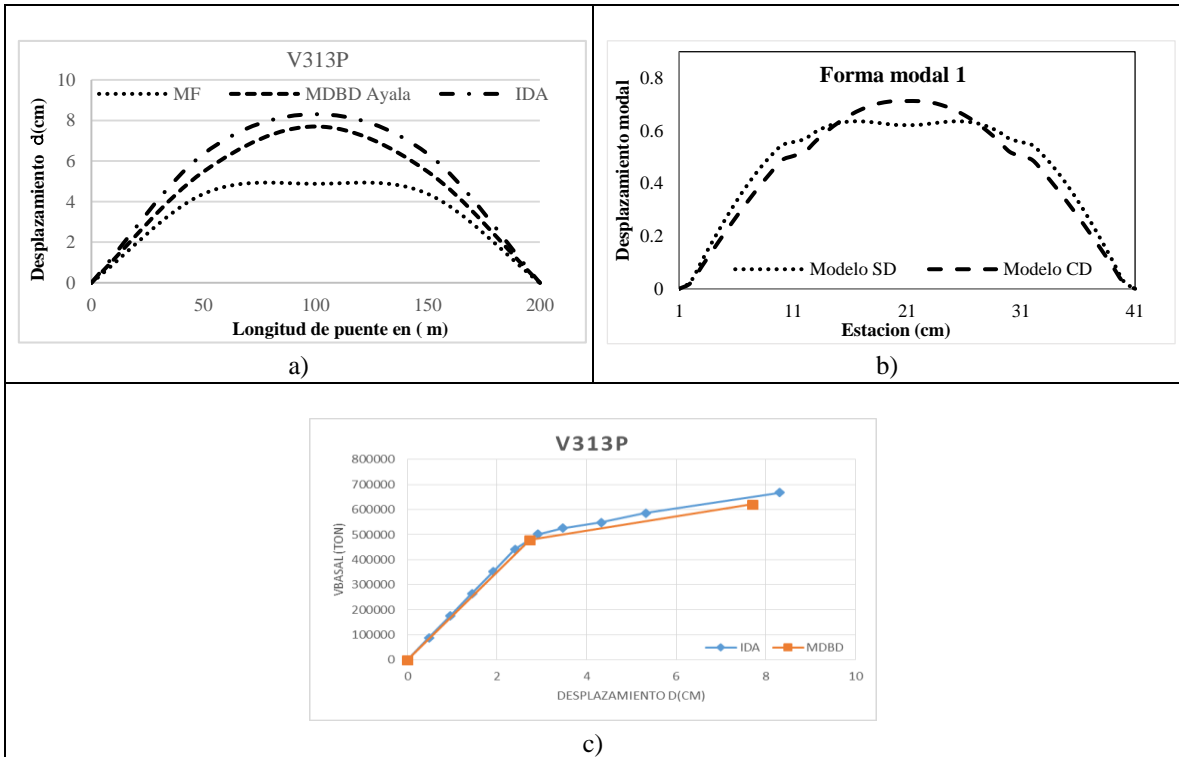 V313P
MF MDBD Ayala IDA
Desplazamiento d(cm)
10
8
6
4
2
0
0 50 100 150 200
Longitud de puente en ( m)
a)
Forma modal 1
Desplazamiento modal
0.8
0.6
0.4
0.2
0
Modelo SD Modelo CD
1 11 21 31 41
Estacion (cm)
b)
V313P
VBASAL (TON)
800000
700000
600000
500000
400000
300000
200000
100000
0
IDA MDBD
0 2 4 6 8 10
DESPLAZAMIENTO D(CM)
c)